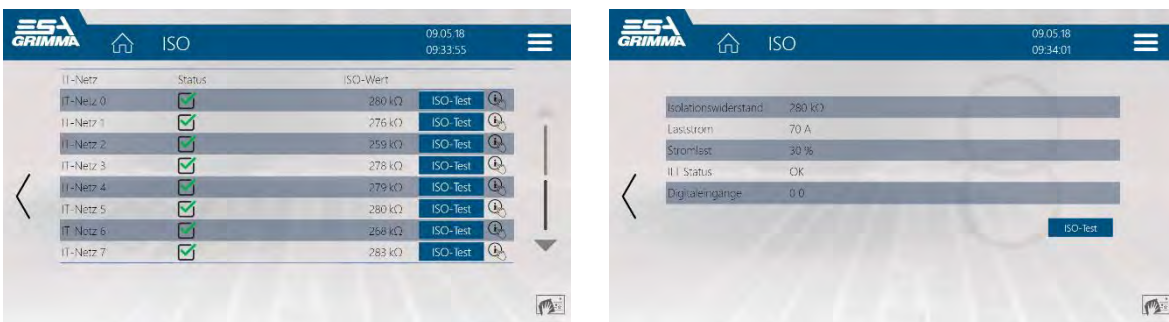 ESA
GRIMMA
ISO
09.05.18
09:33:55
IT-Netz Status ISO-Wert
IT-Netz 0 280 kΩ ISO-Test
IT-Netz 1 276 kΩ ISO-Test
IT-Netz 2 259 kΩ ISO-Test
IT-Netz 3 278 kΩ ISO-Test
IT-Netz 4 279 kΩ ISO-Test
IT-Netz 5 280 kΩ ISO-Test
IT-Netz 6 268 kΩ ISO-Test
IT-Netz 7 283 kΩ ISO-Test
ESA
GRIMMA
ISO
09.05.18
09:34:01
Isolationswiderstand 280 kΩ
Laststrom 70 A
Stromlast 30 %
Status OK
Digitaleingänge 0 0
ISO-Test